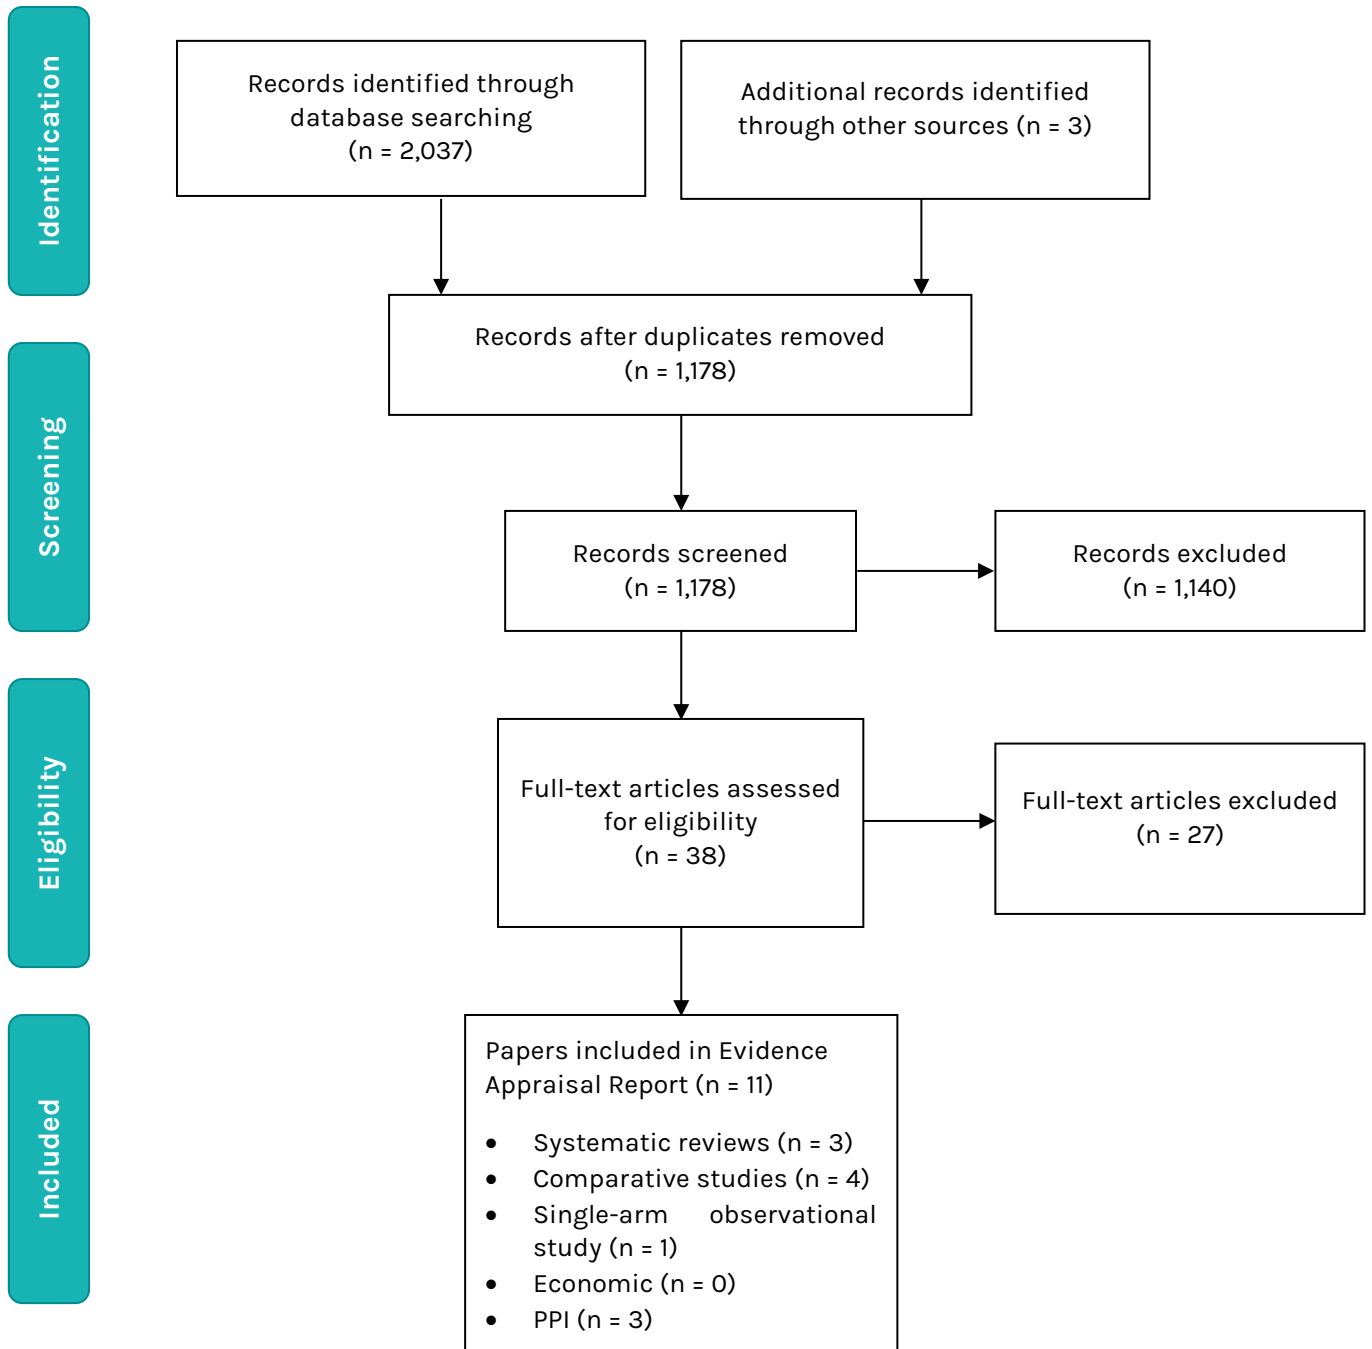 Identification
Records identified through
database searching
(n = 2,037)
Additional records identified
through other sources (n = 3)
Records after duplicates removed
(n = 1,178)
Screening
Records screened
(n = 1,178)
Records excluded
(n = 1,140)
Eligibility
Full-text articles assessed
for eligibility
(n = 38)
Full-text articles excluded
(n = 27)
Included
Papers included in Evidence
Appraisal Report (n = 11)
• Systematic reviews (n = 3)
• Comparative studies (n = 4)
• Single-arm observational
study (n = 1)
• Economic (n = 0)
• PPI (n = 3)